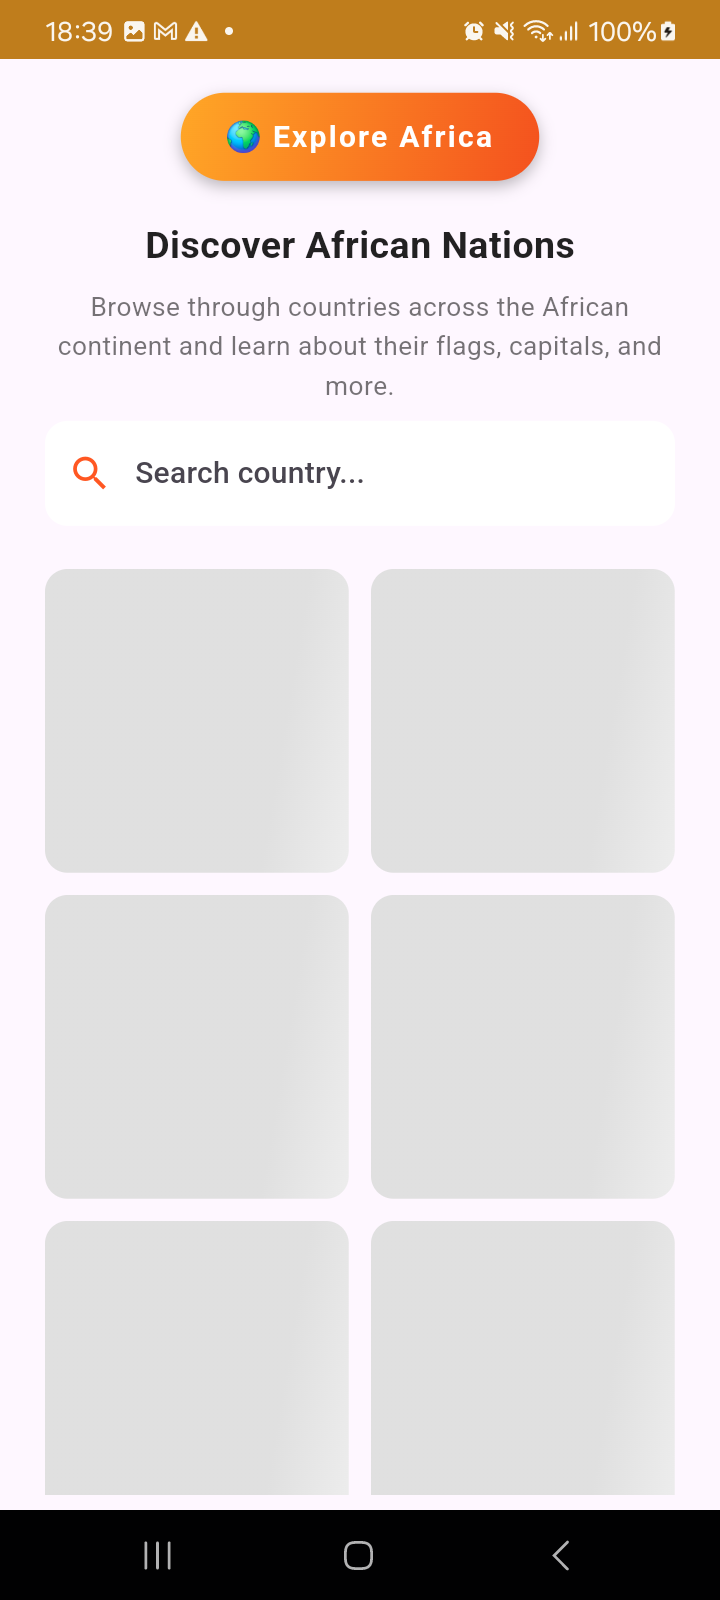 18:39
100%
Explore Africa
Discover African Nations
Browse through countries across the African
continent and learn about their flags, capitals, and
more.
Search country...